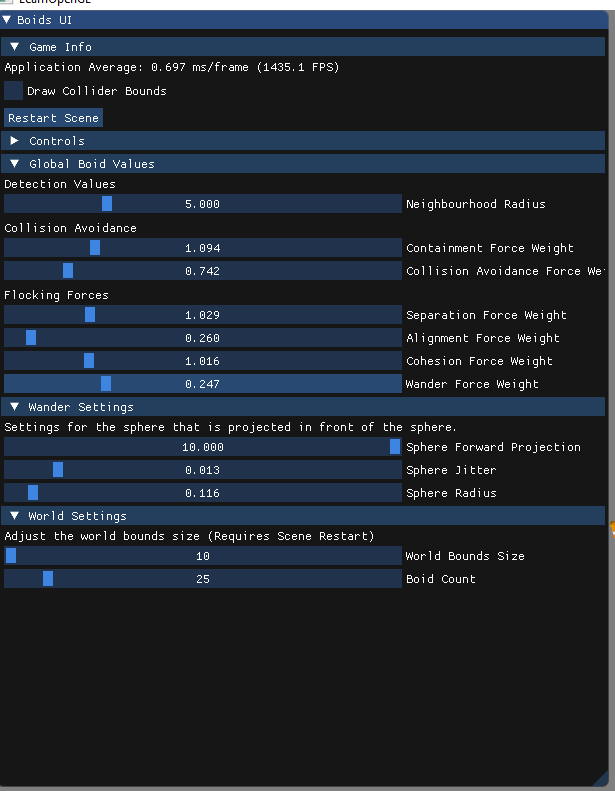 Boids UI
Game Info
Application Average: 0.697 ms/frame (1435.1 FPS)
Draw Collider Bounds
Restart Scene
Controls
Global Boid Values
Detection Values
5.000 Neighbourhood Radius
Collision Avoidance
1.094 Containment Force Weight
0.742 Collision Avoidance Force
Flocking Forces
1.029 Separation Force Weight
0.260 Alignment Force Weight
1.016 Cohesion Force Weight
0.247 Wander Force Weight
Wander Settings
Settings for the sphere that is projected in front of the sphere.
10.000 Sphere Forward Projection
0.013 Sphere Jitter
0.116 Sphere Radius
World Settings
Adjust the world bounds size (Requires Scene Restart)
10 World Bounds Size
25 Boid Count